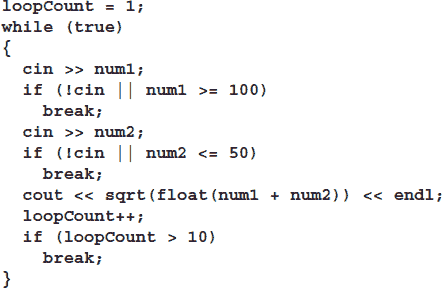 loopCount = 1;
while (true)
{
  cin >> num1;
  if (!cin || num1 >= 100)
    break;
  cin >> num2;
  if (!cin || num2 <= 50)
    break;
  cout << sqrt(float(num1 + num2)) << endl;
  loopCount++;
  if (loopCount > 10)
    break;
}